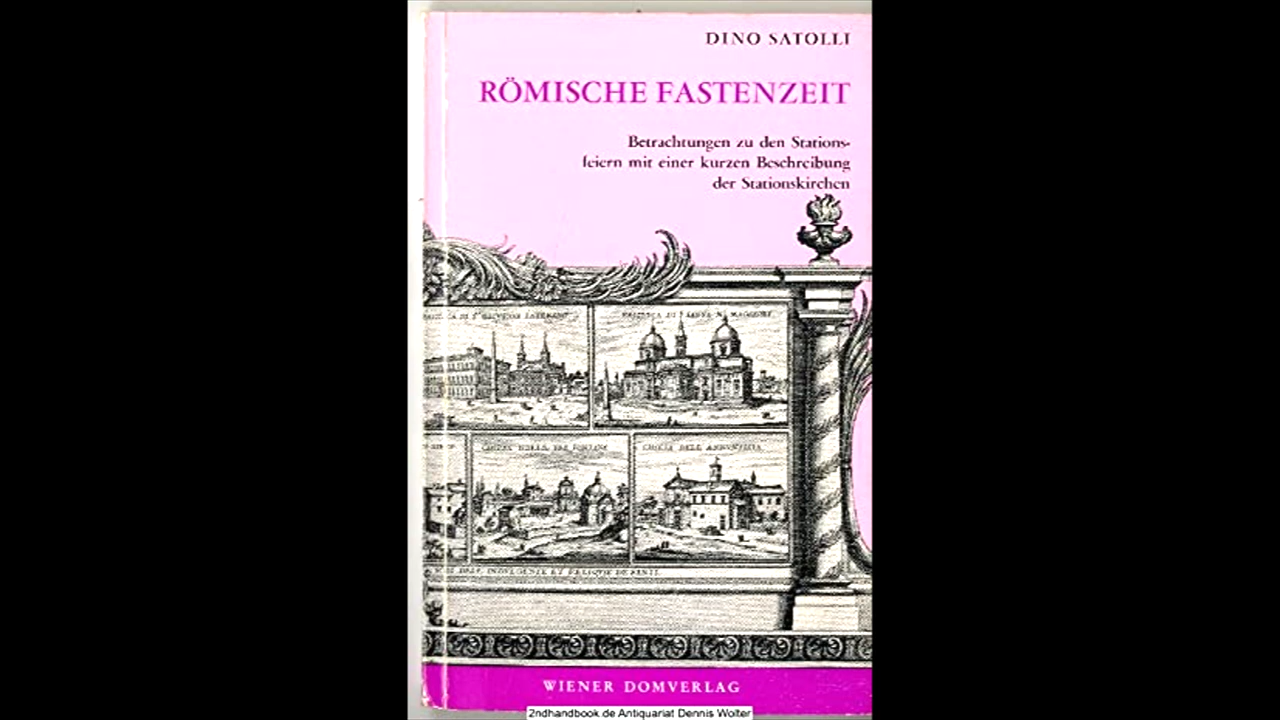 DINO SATOLLI
RÖMISCHE FASTENZEIT
Betrachtungen zu den Stations-
feiern mit einer kurzen Beschreibung
der Stationskirchen
WIENER DOMVERLAG
2ndhandbook.de Antiquariat Dennis Wolter